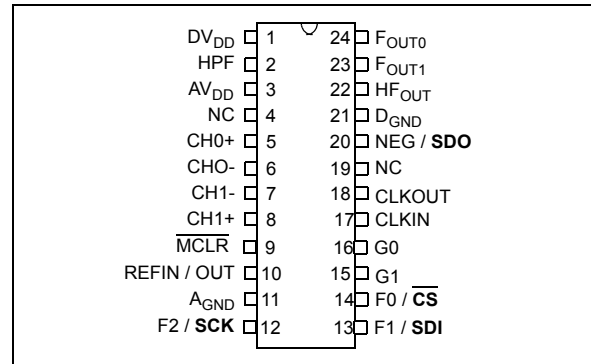 DVDD 1 24 FOUT0
HPF 2 23 FOUT1
AVDD 3 22 HFOUT
NC 4 21 DGND
CH0+ 5 20 NEG / SDO
CHO- 6 19 NC
CH1- 7 18 CLKOUT
CH1+ 8 17 CLKIN
MCLR 9 16 G0
REFIN / OUT 10 15 G1
AGND 11 14 F0 / CS
F2 / SCK 12 13 F1 / SDI